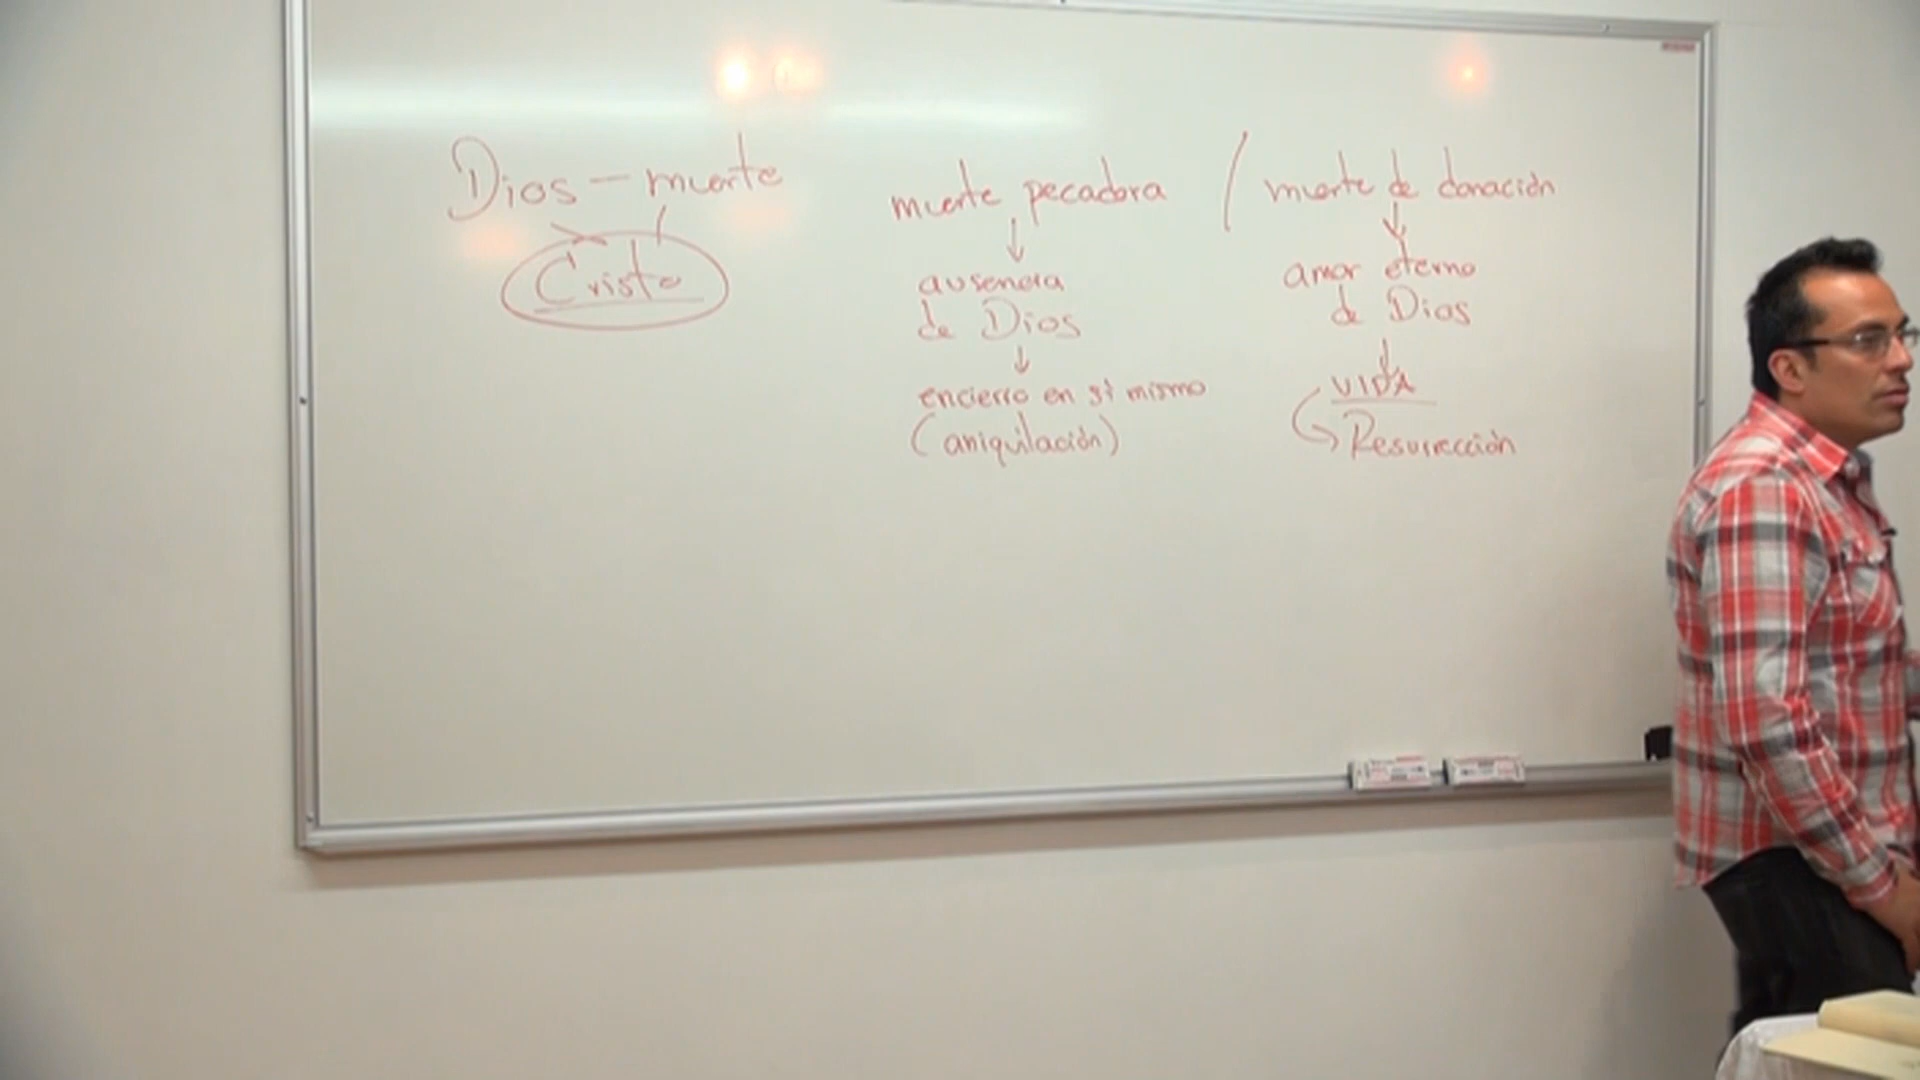 Dios — muerte
Cristo
muerte pecadora
↓
ausencia
de Dios
↓
encierro en sí mismo
(aniquilación)
/ muerte de donación
↓
amor eterno
de Dios
↓
VIDA
Resurrección